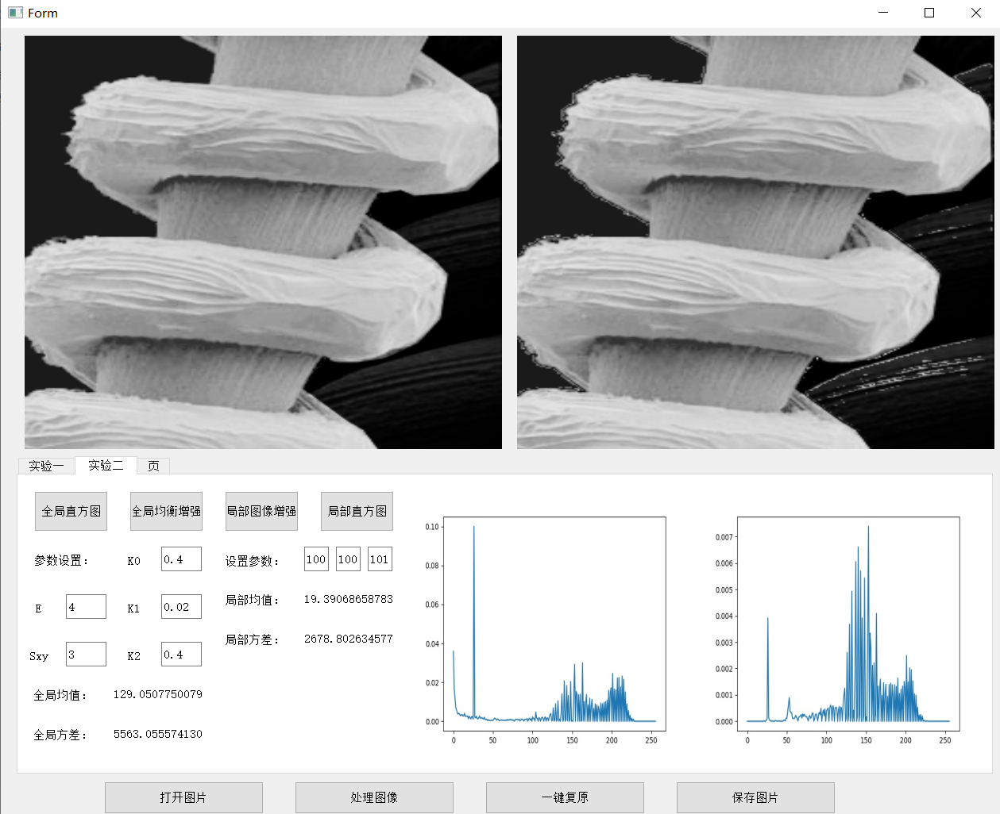 Form
实验一 实验二 页
全局直方图 全局均衡增强 局部图像增强 局部直方图
参数设置： K0 0.4 设置参数： 100 100 101
E 4 K1 0.02 局部均值： 19.39068658783
Sxy 3 K2 0.4 局部方差： 2678.802634577
全局均值： 129.0507750079
全局方差： 5563.055574130
0.10
0.08
0.06
0.04
0.02
0.00
0 50 100 150 200 250
0.007
0.006
0.005
0.004
0.003
0.002
0.001
0.000
0 50 100 150 200 250
打开图片 处理图像 一键复原 保存图片